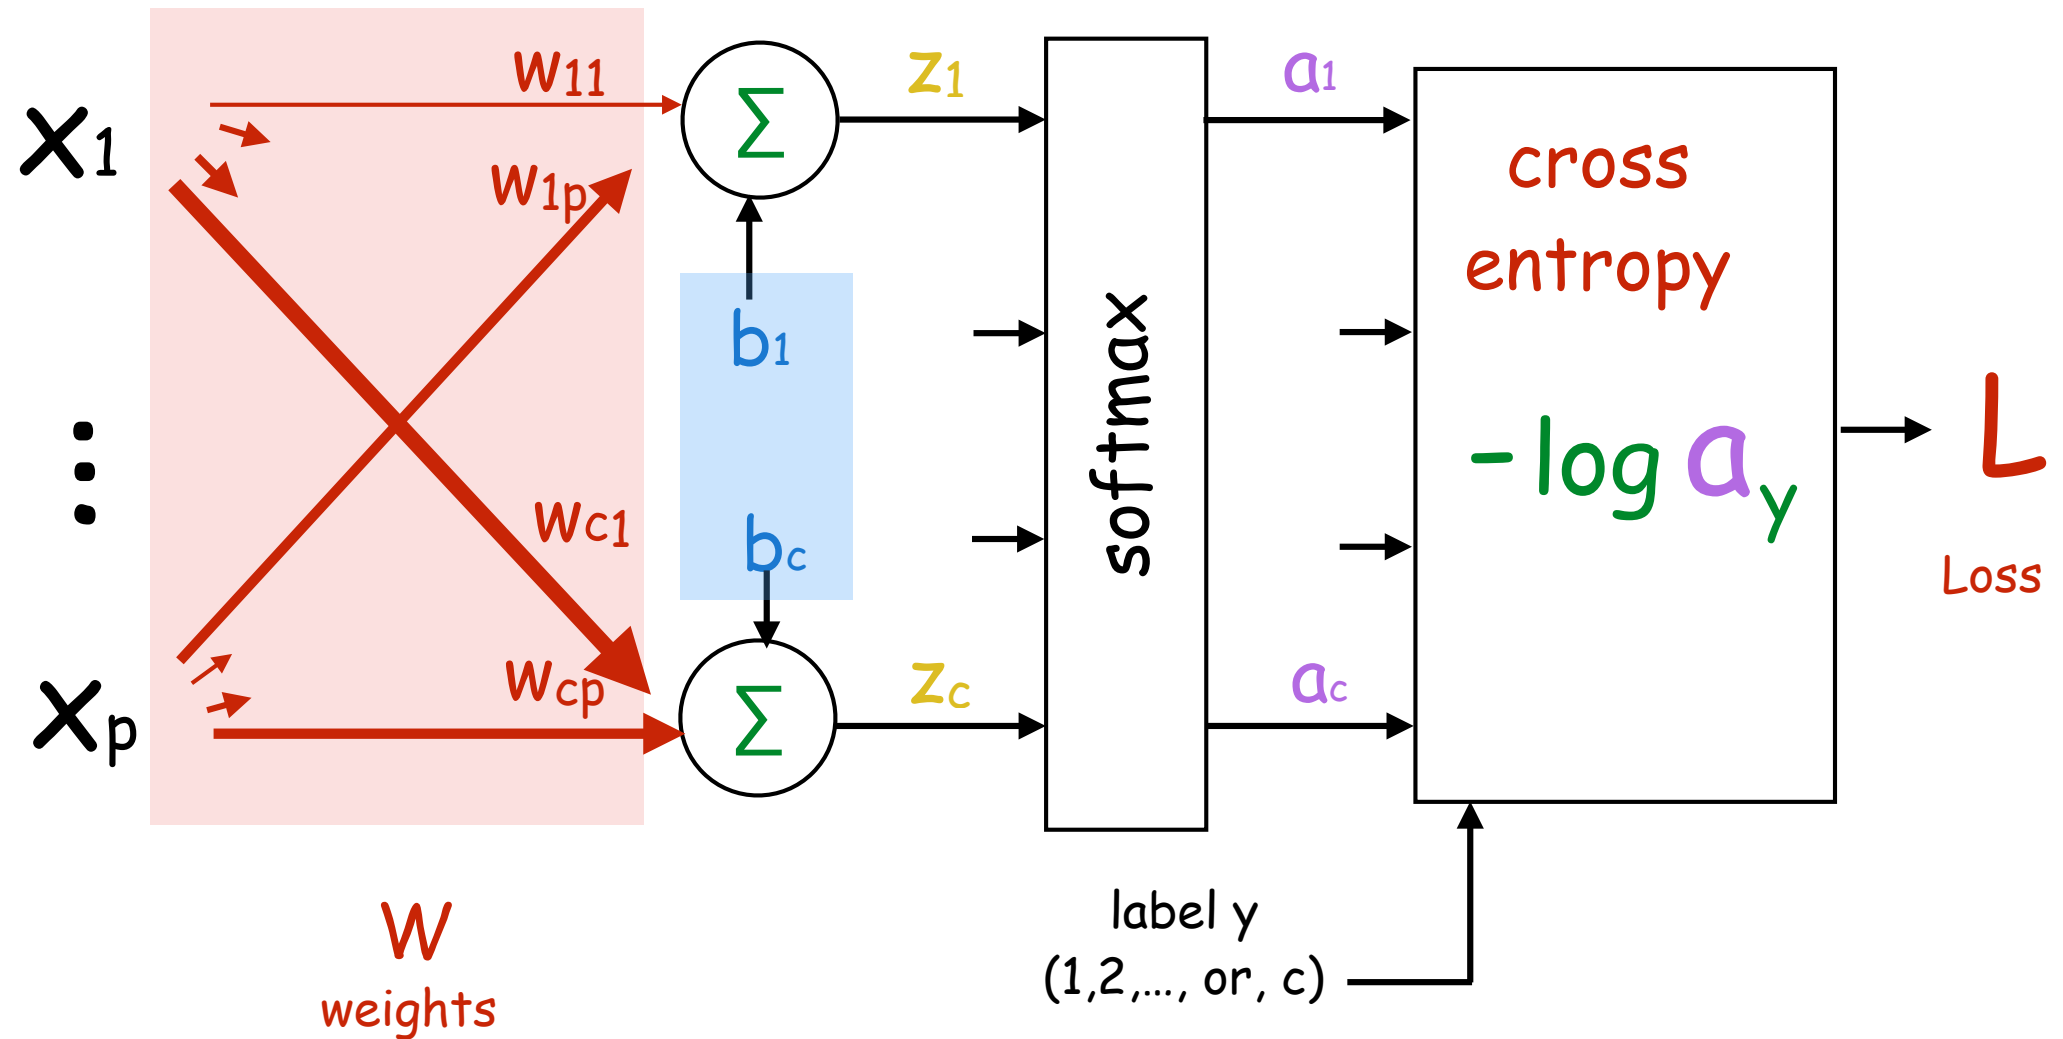 x1
⋮
xp
w11
w1p
wc1
wcp
W
weights
Σ
b1
bc
Σ
z1
zc
softmax
a1
ac
cross
entropy
-log ay
label y
(1,2,..., or, c)
L
Loss